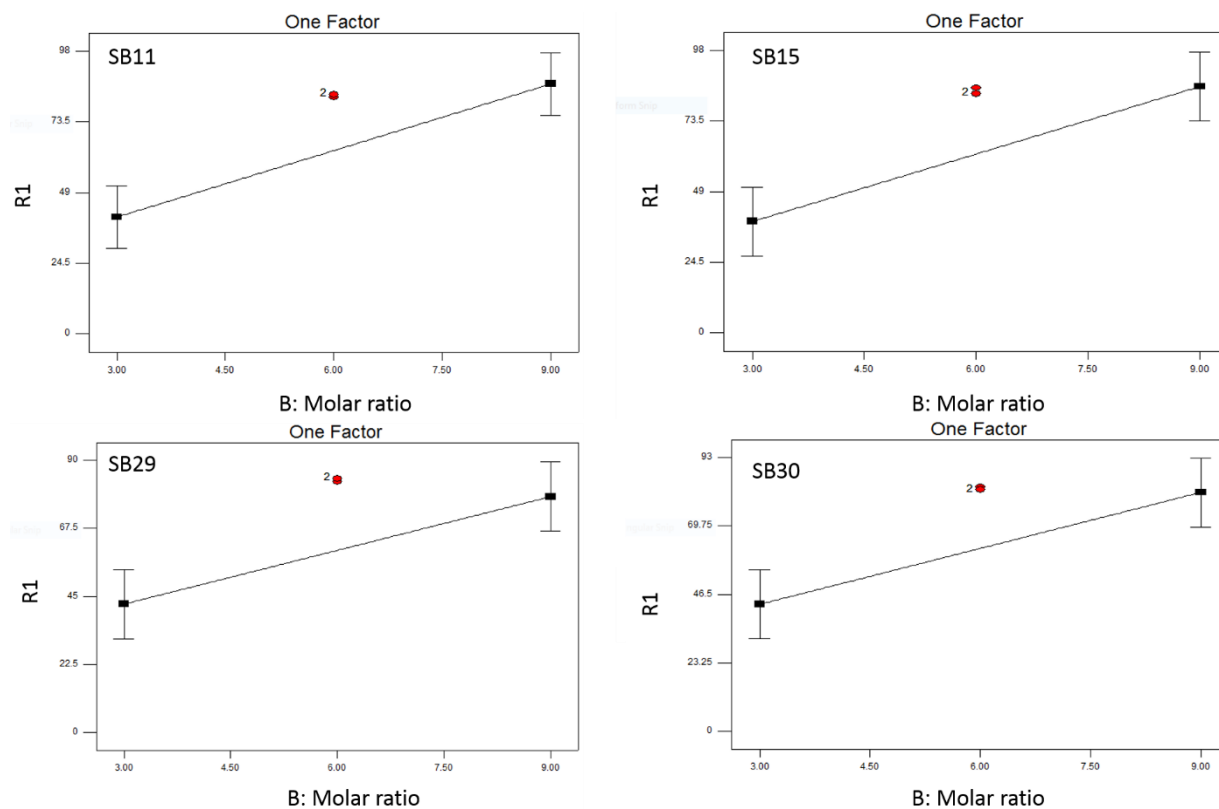 One Factor
SB11
98
73.5
49
24.5
0
2
R1
3.00 4.50 6.00 7.50 9.00
B: Molar ratio
One Factor
SB15
98
73.5
49
24.5
0
2
R1
3.00 4.50 6.00 7.50 9.00
B: Molar ratio
One Factor
SB29
90
67.5
45
22.5
0
2
R1
3.00 4.50 6.00 7.50 9.00
B: Molar ratio
One Factor
SB30
93
69.75
46.5
23.25
0
2
R1
3.00 4.50 6.00 7.50 9.00
B: Molar ratio